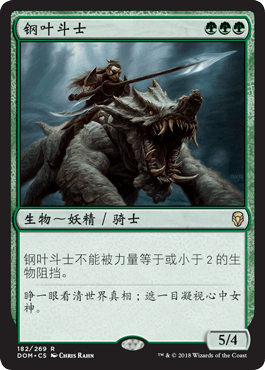 钢叶斗士
生物～妖精／骑士
钢叶斗士不能被力量等于或小于2的生
物阻挡。
睁一眼看清世界真相；遮一目凝视心中女
神。
5/4
182/269 R
DOM • CS CHRIS RAHN
™ & © 2018 Wizards of the Coast